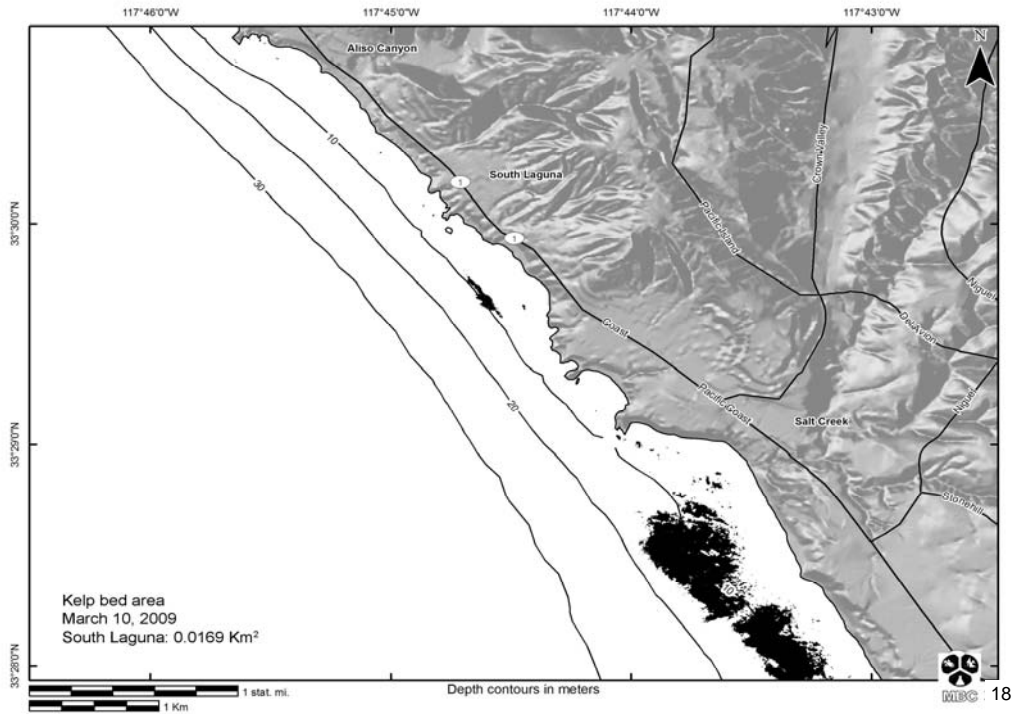 117°46'0"W
117°45'0"W
117°44'0"W
117°43'0"W
N
Aliso Canyon
10
Crown Valley
South Laguna
1
30
Pacific Island
33°30'0"N
1
Niguel
Coast
Del Avion
20
Pacific Coast
Niguel
Salt Creek
33°29'0"N
Stonehill
10
Kelp bed area
March 10, 2009
South Laguna: 0.0169 Km²
33°28'0"N
1 stat. mi.
Depth contours in meters
1 Km
MBC
18